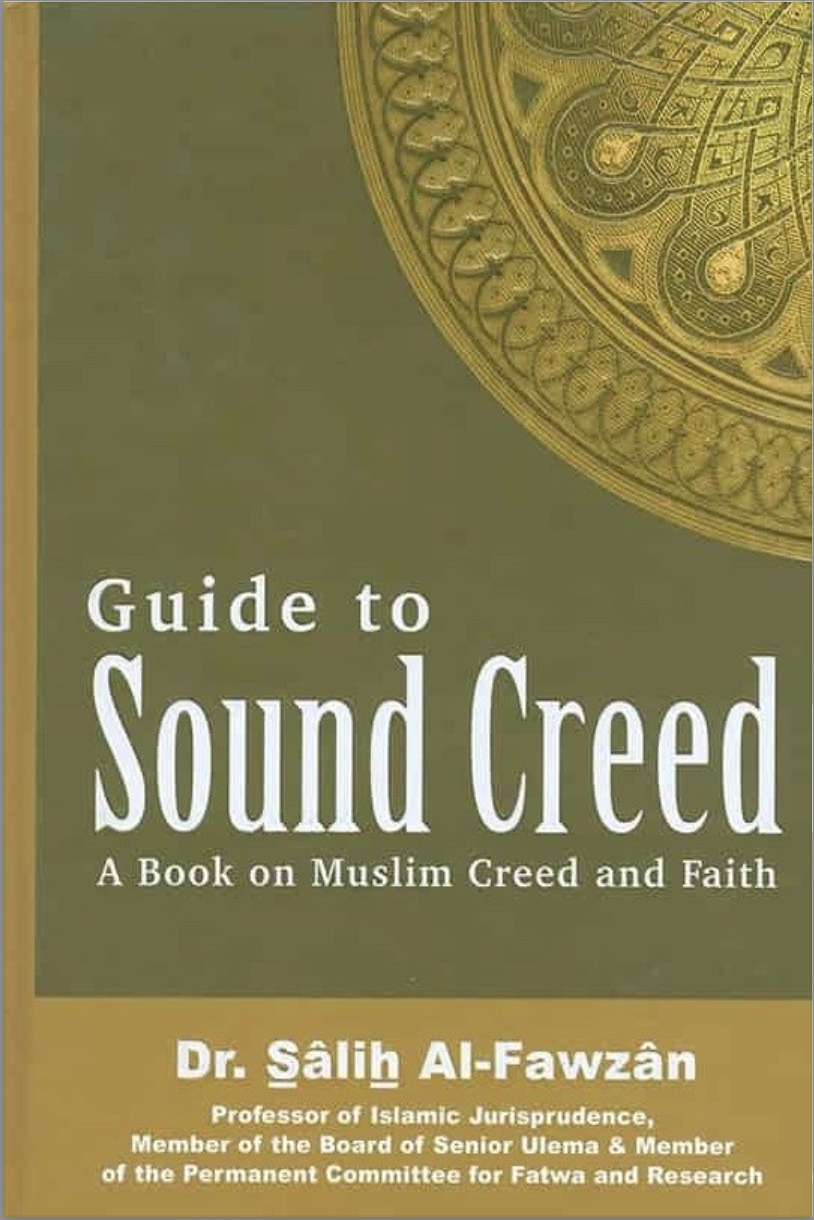 Guide to
Sound Creed
A Book on Muslim Creed and Faith
Dr. S̲âliẖ Al-Fawzân
Professor of Islamic Jurisprudence,
Member of the Board of Senior Ulema & Member
of the Permanent Committee for Fatwa and Research